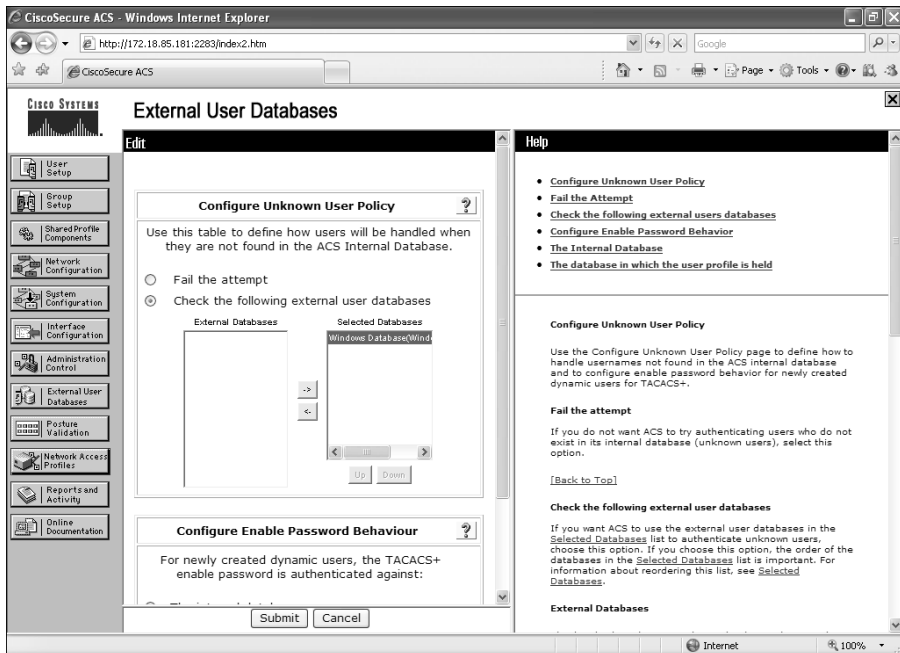 CiscoSecure ACS - Windows Internet Explorer
http://172.18.85.181:2283/index2.htm
Google
CiscoSecure ACS
Page
Tools
CISCO SYSTEMS
External User Databases
User
Setup
Group
Setup
Shared Profile
Components
Network
Configuration
System
Configuration
Interface
Configuration
Administration
Control
External User
Databases
Posture
Validation
Network Access
Profiles
Reports and
Activity
Online
Documentation
Edit
Configure Unknown User Policy
?
Use this table to define how users will be handled when
they are not found in the ACS Internal Database.
Fail the attempt
Check the following external user databases
External Databases
Selected Databases
Windows Database(Wind
->
<-
Up
Down
Configure Enable Password Behaviour
?
For newly created dynamic users, the TACACS+
enable password is authenticated against:
Submit
Cancel
Help
• Configure Unknown User Policy
• Fail the Attempt
• Check the following external users databases
• Configure Enable Password Behavior
• The Internal Database
• The database in which the user profile is held
Configure Unknown User Policy
Use the Configure Unknown User Policy page to define how to
handle usernames not found in the ACS internal database
and to configure enable password behavior for newly created
dynamic users for TACACS+.
Fail the attempt
If you do not want ACS to try authenticating users who do not
exist in its internal database (unknown users), select this
option.
[Back to Top]
Check the following external user databases
If you want ACS to use the external user databases in the
Selected Databases list to authenticate unknown users,
choose this option. If you choose this option, the order of the
databases in the Selected Databases list is important. For
information about reordering this list, see Selected
Databases.
External Databases
Internet
100%